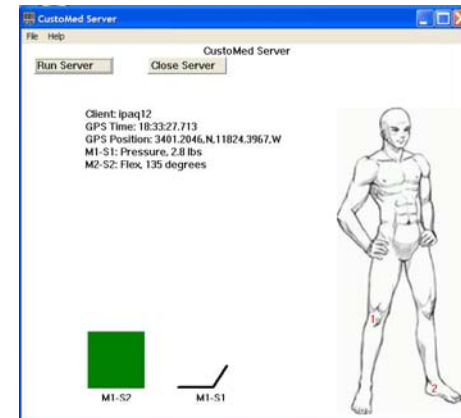 CustoMed Server
File Help
CustoMed Server
Run Server Close Server
Client: ipaq12
GPS Time: 18:33:27.713
GPS Position: 3401.2046,N,11824.3967,W
M1-S1: Pressure, 2.8 lbs
M2-S2: Flex, 135 degrees
1
2
M1-S2 M1-S1